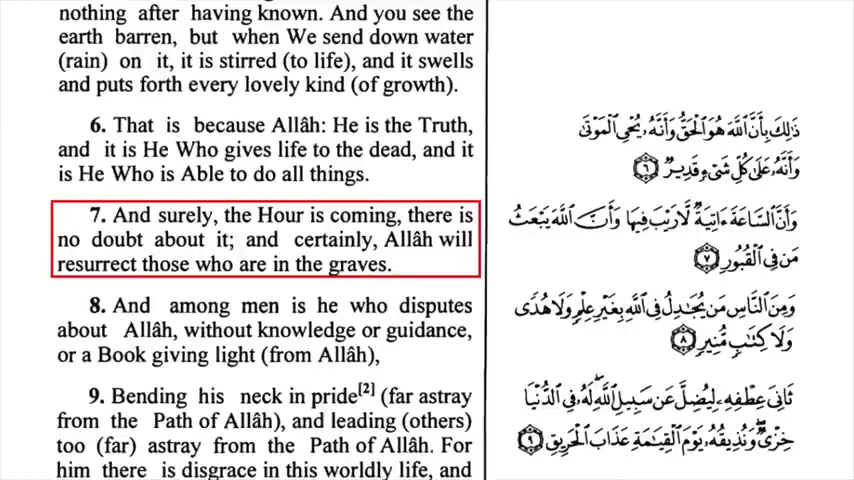 nothing after having known. And you see the
earth barren, but when We send down water
(rain) on it, it is stirred (to life), and it swells
and puts forth every lovely kind (of growth).
6. That is because Allâh: He is the Truth,
and it is He Who gives life to the dead, and it
is He Who is Able to do all things.
7. And surely, the Hour is coming, there is
no doubt about it; and certainly, Allâh will
resurrect those who are in the graves.
8. And among men is he who disputes
about Allâh, without knowledge or guidance,
or a Book giving light (from Allâh),
9. Bending his neck in pride[2] (far astray
from the Path of Allâh), and leading (others)
too (far) astray from the Path of Allâh. For
him there is disgrace in this worldly life, and
ذَٰلِكَ بِأَنَّ ٱللَّهَ هُوَ ٱلْحَقُّ وَأَنَّهُۥ يُحْىِ ٱلْمَوْتَىٰ
وَأَنَّهُۥ عَلَىٰ كُلِّ شَىْءٍ قَدِيرٌ ٦
وَأَنَّ ٱلسَّاعَةَ ءَاتِيَةٌ لَّا رَيْبَ فِيهَا وَأَنَّ ٱللَّهَ يَبْعَثُ
مَن فِى ٱلْقُبُورِ ٧
وَمِنَ ٱلنَّاسِ مَن يُجَٰدِلُ فِى ٱللَّهِ بِغَيْرِ عِلْمٍ وَلَا هُدًى
وَلَا كِتَٰبٍ مُّنِيرٍ ٨
ثَانِىَ عِطْفِهِۦ لِيُضِلَّ عَن سَبِيلِ ٱللَّهِ لَهُۥ فِى ٱلدُّنْيَا
خِزْىٌ وَنُذِيقُهُۥ يَوْمَ ٱلْقِيَٰمَةِ عَذَابَ ٱلْحَرِيقِ ٩